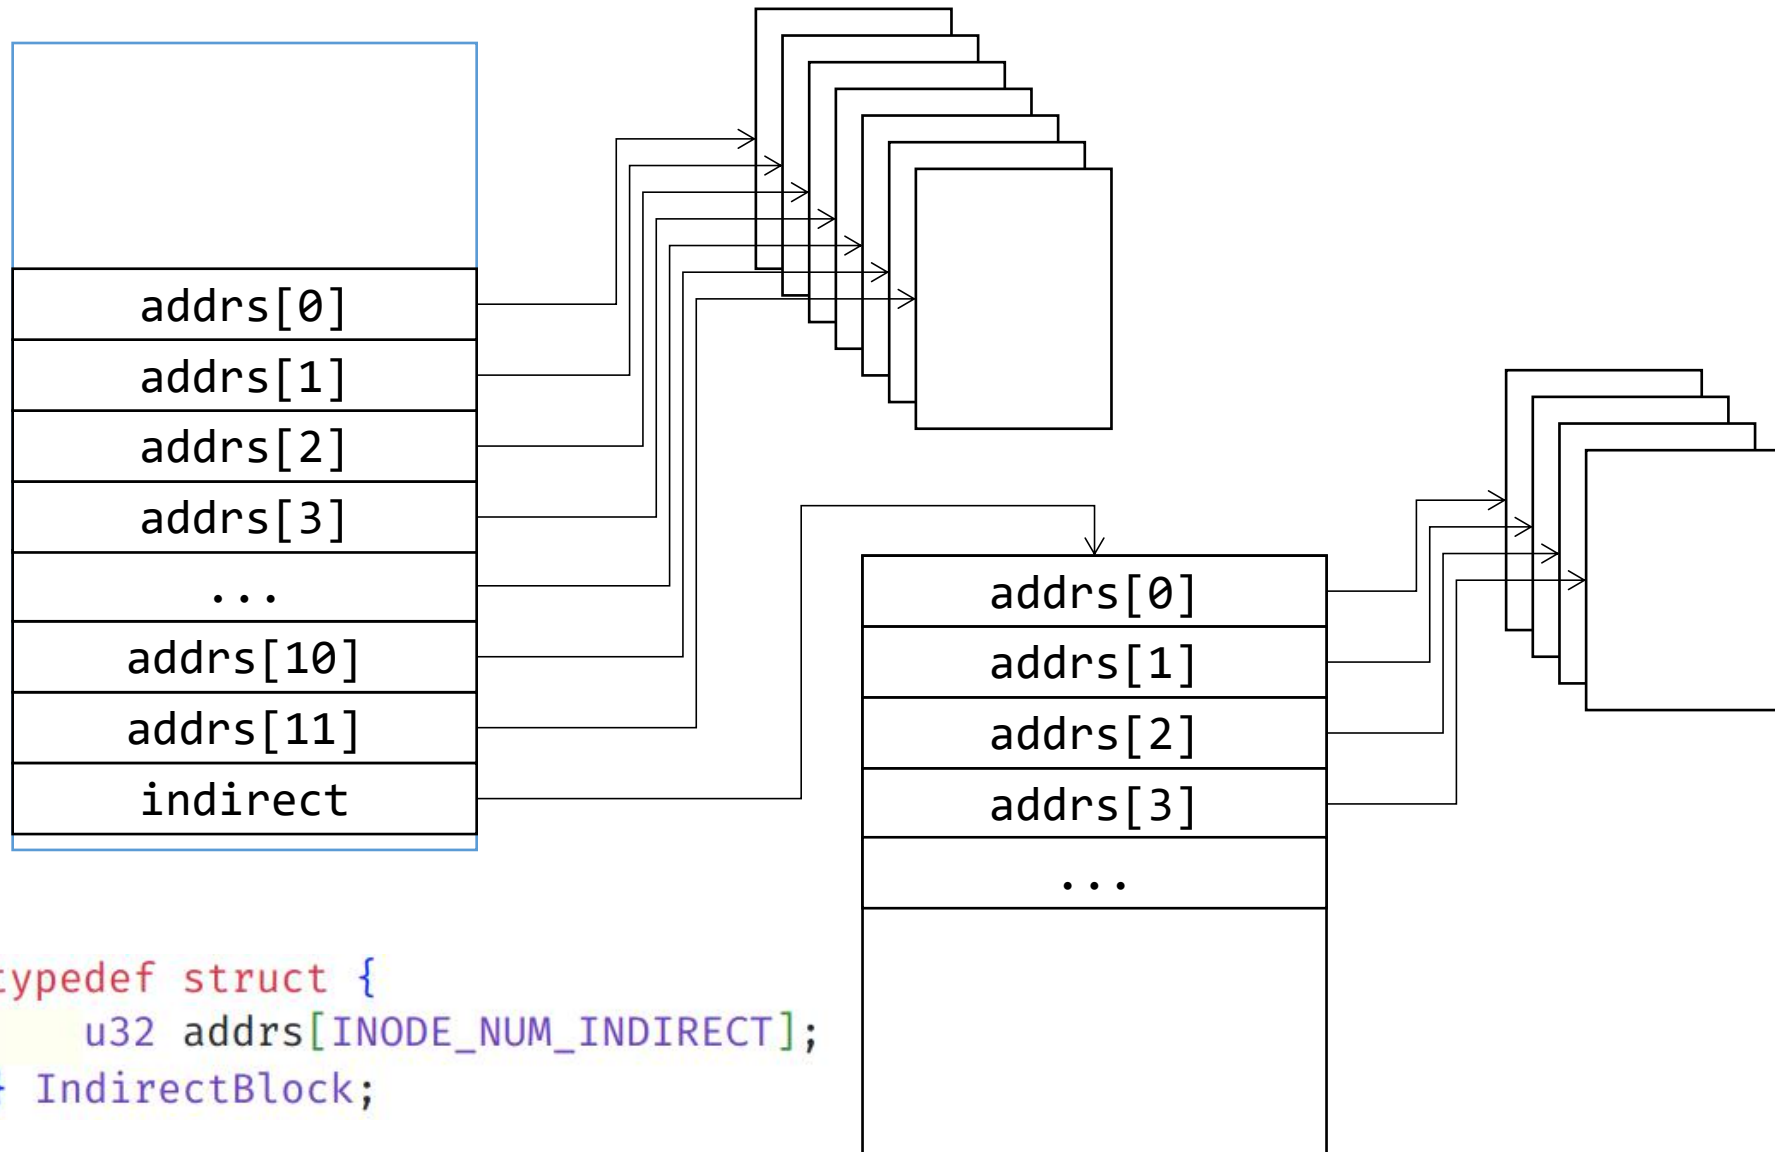 addrs[0]
addrs[1]
addrs[2]
addrs[3]
...
addrs[10]
addrs[11]
indirect
addrs[0]
addrs[1]
addrs[2]
addrs[3]
...
typedef struct {
u32 addrs[INODE_NUM_INDIRECT];
} IndirectBlock;